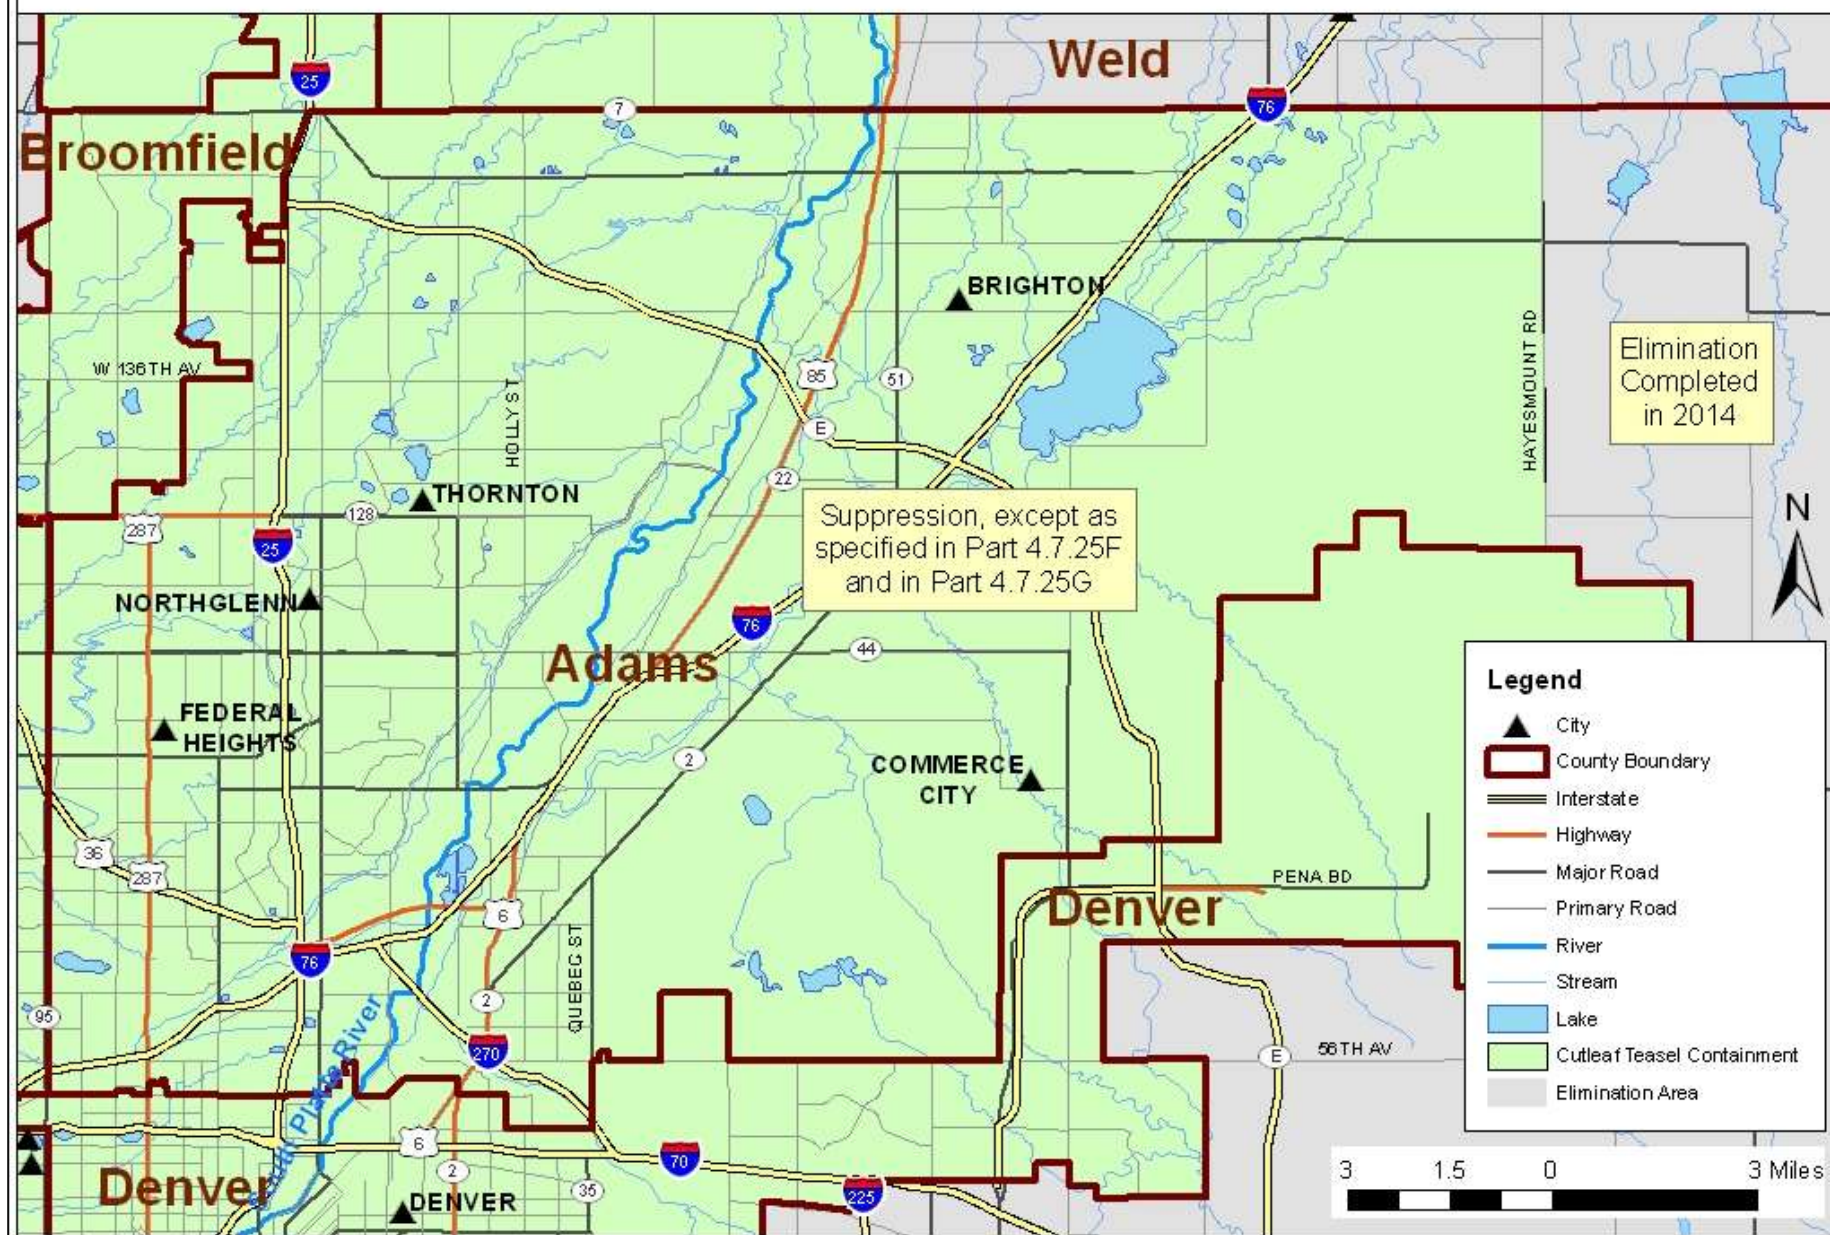 Weld
25
7
76
Broomfield
BRIGHTON
HAYESMOUNT RD
Elimination
Completed
in 2014
W 136TH AV
HOLLY ST
85
51
E
22
THORNTON
128
287
25
N
Suppression, except as
specified in Part 4.7.25F
and in Part 4.7.25G
NORTHGLENN
76
44
Adams
FEDERAL
HEIGHTS
2
COMMERCE
CITY
36
287
6
PENA BD
Denver
QUEBEC ST
76
2
95
270
South Platte River
E
56TH AV
6
70
2
35
225
Denver
DENVER
Legend
City
County Boundary
Interstate
Highway
Major Road
Primary Road
River
Stream
Lake
Cutleaf Teasel Containment
Elimination Area
3 1.5 0 3 Miles